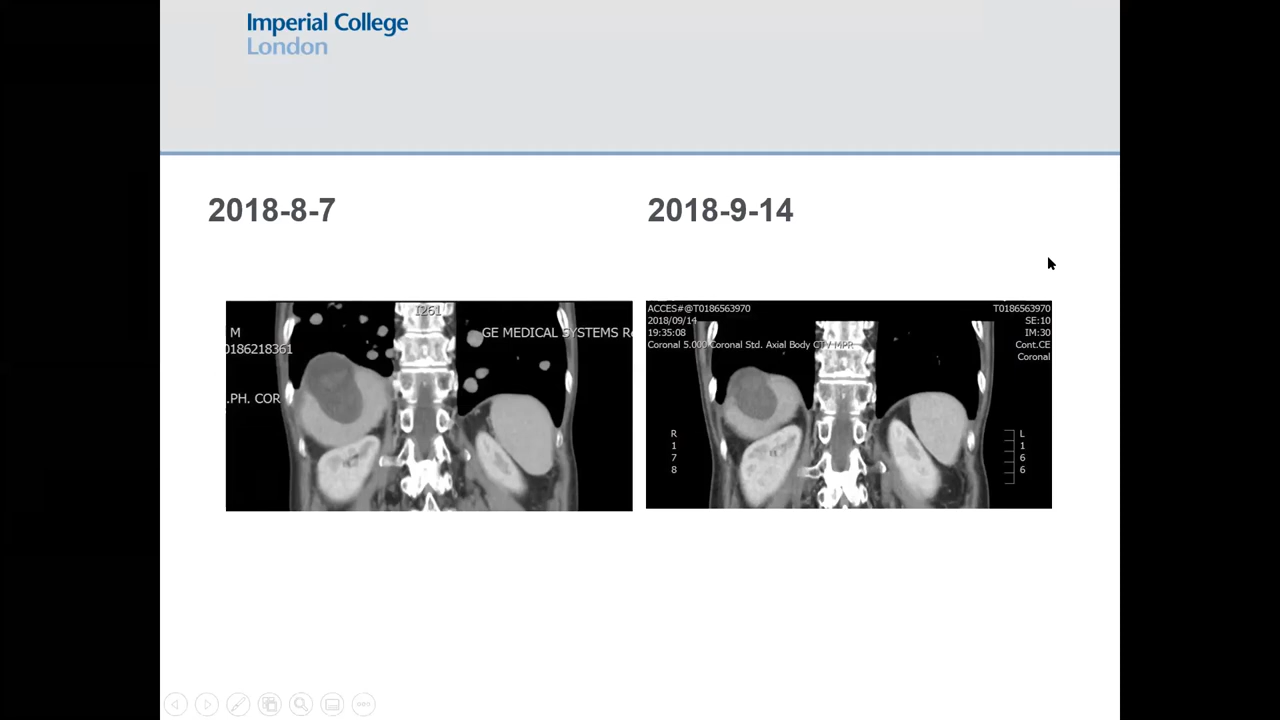 Imperial College
London
2018-8-7
2018-9-14
I261
M
GE MEDICAL SYSTEMS R
0186218361
.PH. COR
ACCES#@T0186563970
2018/09/14
19:35:08
Coronal 5.000 Coronal Std. Axial Body CTV MPR
T0186563970
SE:10
IM:30
Cont.CE
Coronal
R
1
7
8
L
1
6
6